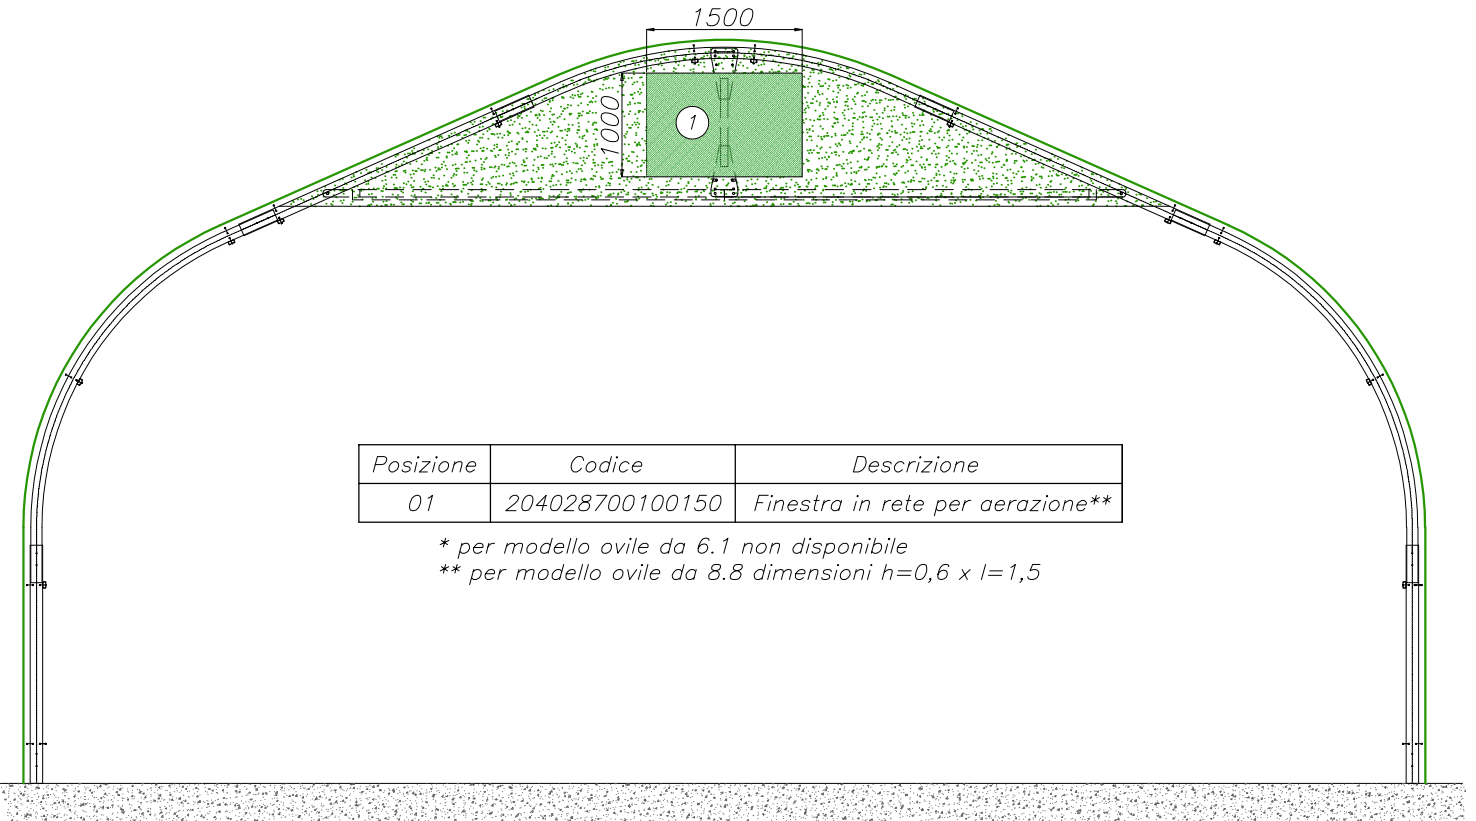 1500
1000
1
Posizione Codice Descrizione
01 204028700100150 Finestra in rete per aerazione**
* per modello ovile da 6.1 non disponibile
** per modello ovile da 8.8 dimensioni h=0,6 x l=1,5